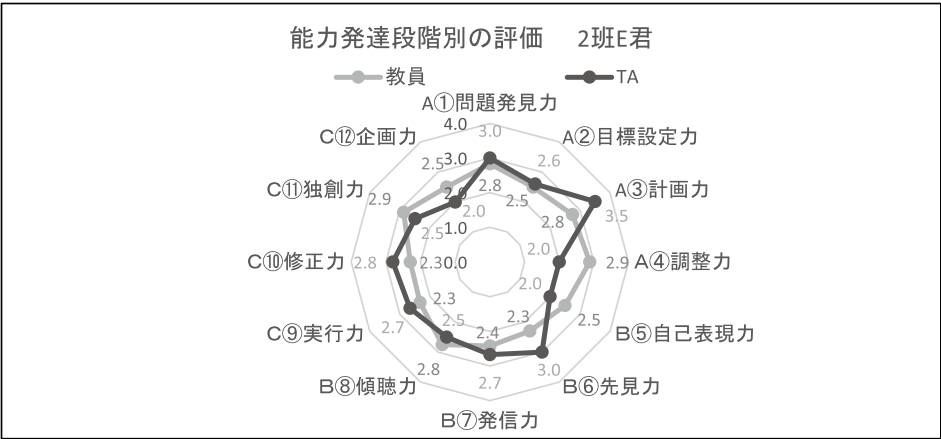 能力発達段階別の評価　2班E君
教員　TA
A①問題発見力
A②目標設定力
A③計画力
A④調整力
B⑤自己表現力
B⑥先見力
B⑦発信力
B⑧傾聴力
C⑨実行力
C⑩修正力
C⑪独創力
C⑫企画力
4.0
3.0
2.0
1.0
0.0
3.0
2.6
3.5
2.0
2.0
3.0
2.7
2.5
2.7
2.8
2.5
2.0
2.8
2.5
2.8
2.9
2.5
2.3
2.4
2.8
2.3
2.3
2.9
2.5